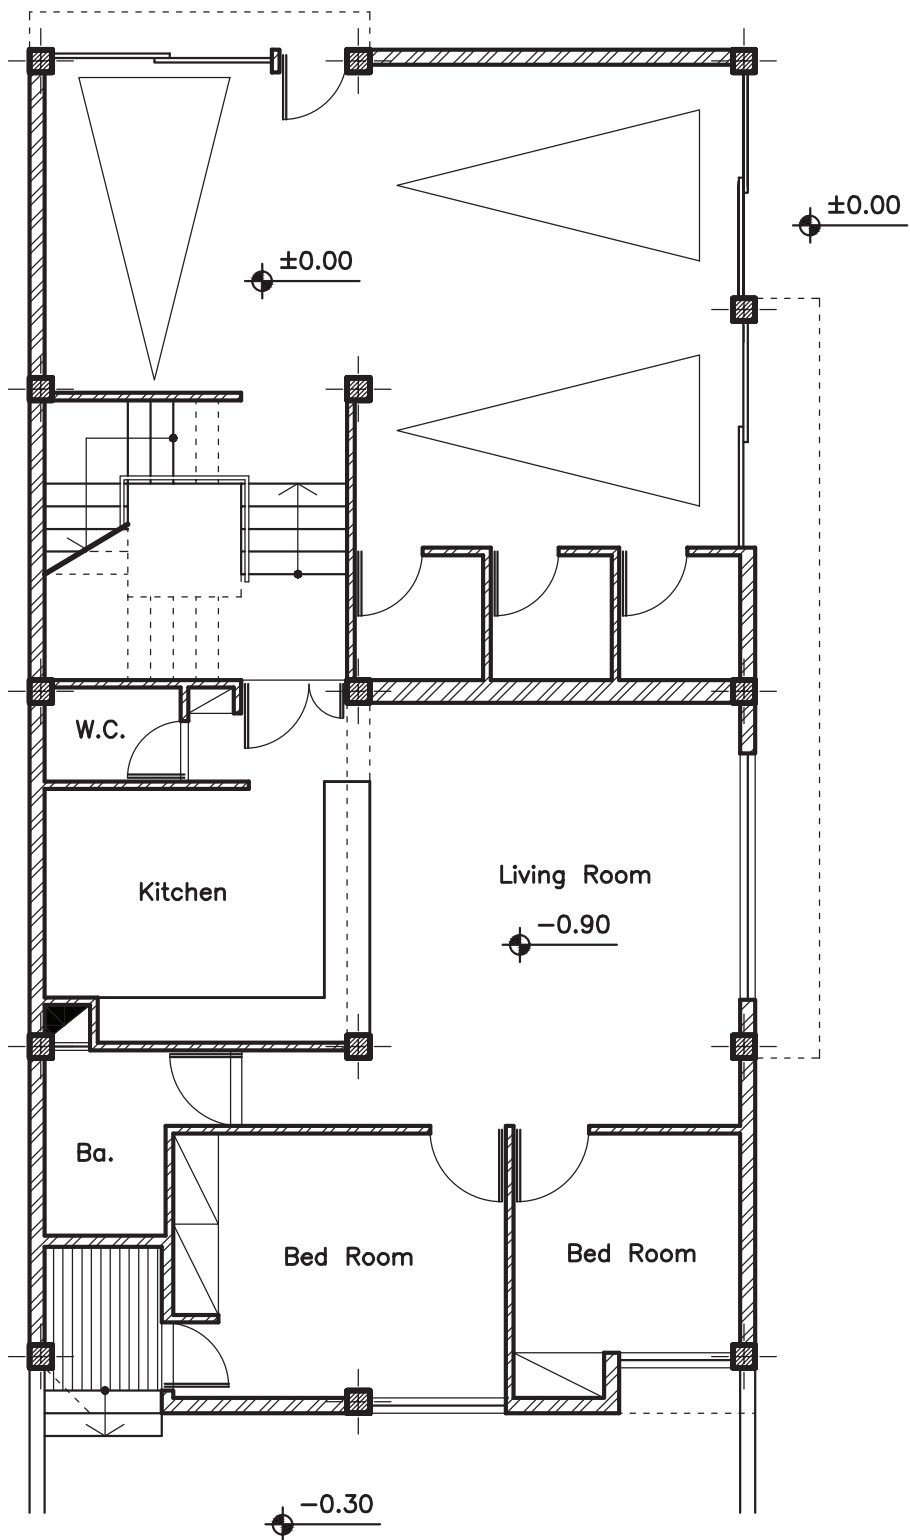 ±0.00
±0.00
W.C.
Kitchen
Living Room
-0.90
Ba.
Bed Room
Bed Room
-0.30